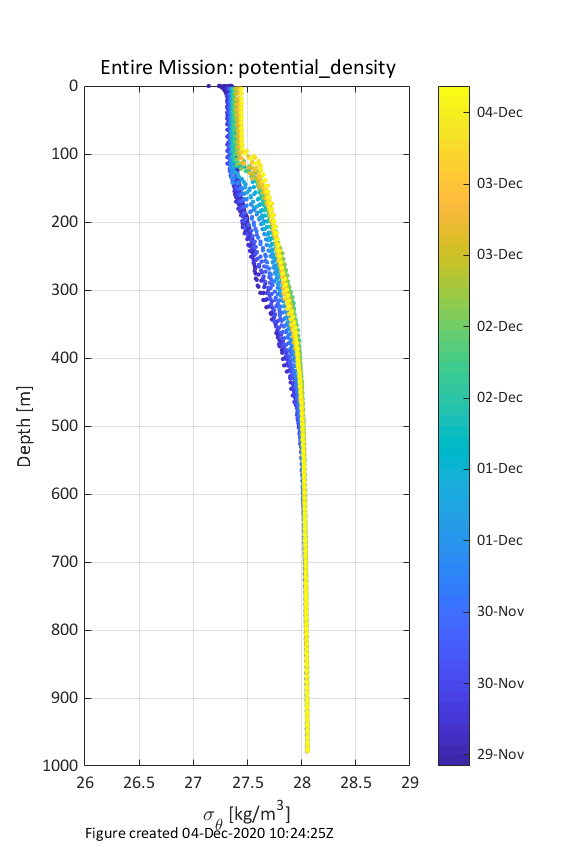 Entire Mission: potential_density
0
100
200
300
400
500
600
700
800
900
1000
Depth [m]
26
26.5
27
27.5
28
28.5
29
σθ [kg/m³]
04-Dec
03-Dec
03-Dec
02-Dec
02-Dec
01-Dec
01-Dec
30-Nov
30-Nov
29-Nov
Figure created 04-Dec-2020 10:24:25Z